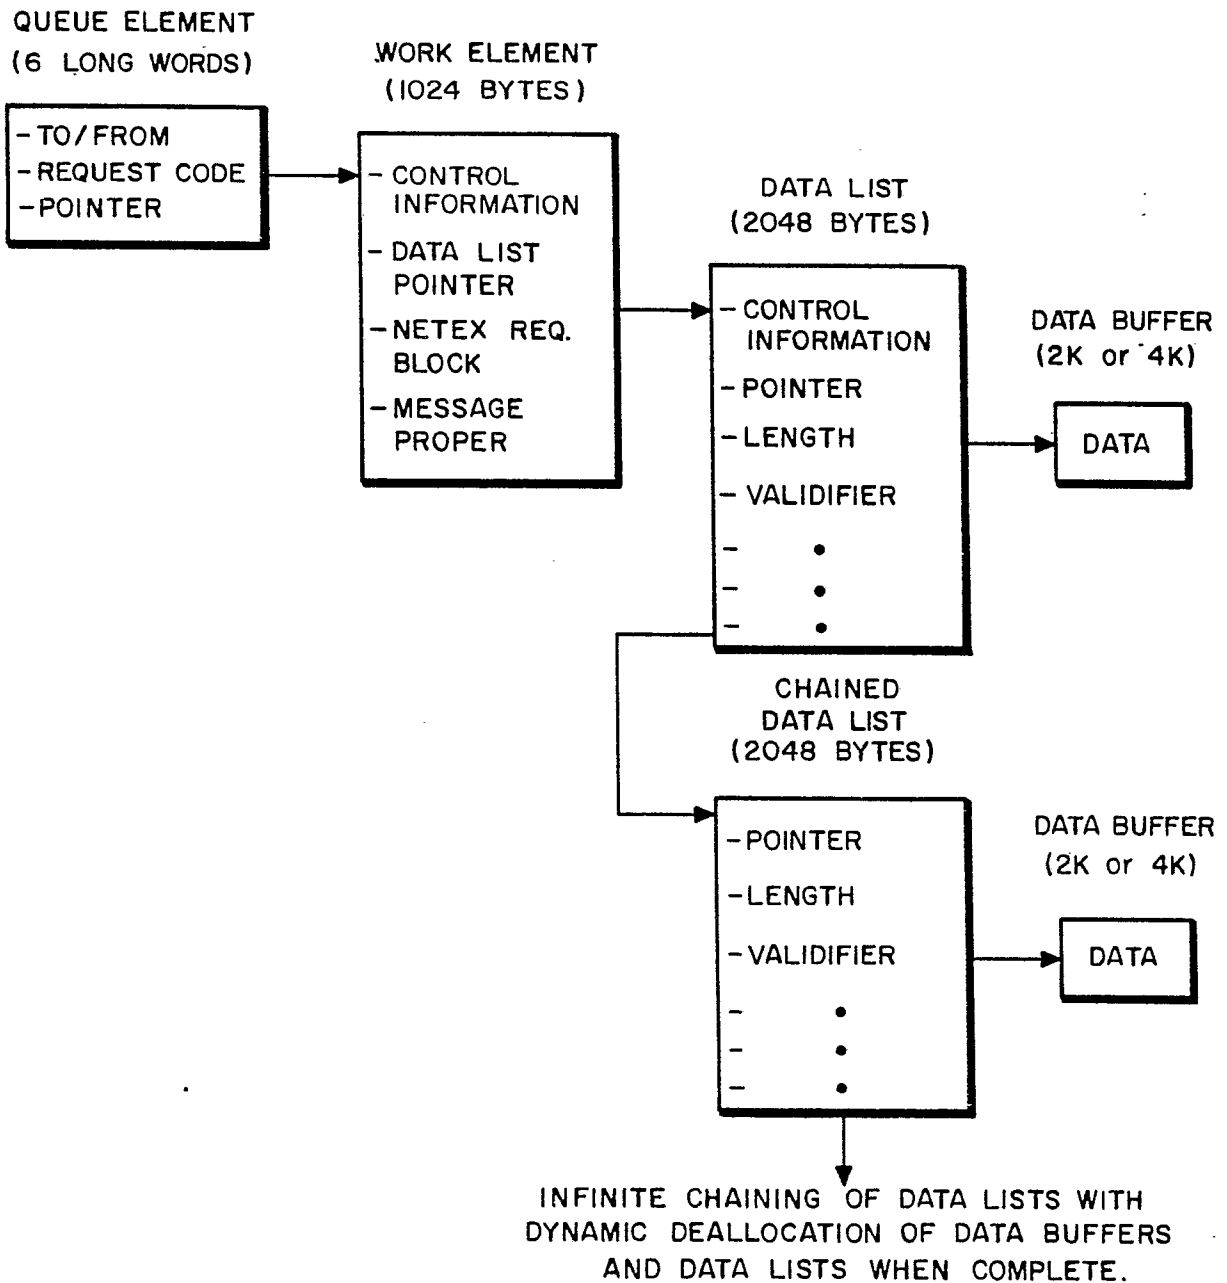 QUEUE ELEMENT
(6 LONG WORDS)
- TO/FROM
- REQUEST CODE
- POINTER
WORK ELEMENT
(1024 BYTES)
- CONTROL
INFORMATION
- DATA LIST
POINTER
- NETEX REQ.
BLOCK
- MESSAGE
PROPER
DATA LIST
(2048 BYTES)
- CONTROL
INFORMATION
- POINTER
- LENGTH
- VALIDIFIER
- •
- •
- •
DATA BUFFER
(2K or 4K)
DATA
CHAINED
DATA LIST
(2048 BYTES)
- POINTER
- LENGTH
- VALIDIFIER
- •
- •
- •
DATA BUFFER
(2K or 4K)
DATA
INFINITE CHAINING OF DATA LISTS WITH
DYNAMIC DEALLOCATION OF DATA BUFFERS
AND DATA LISTS WHEN COMPLETE.